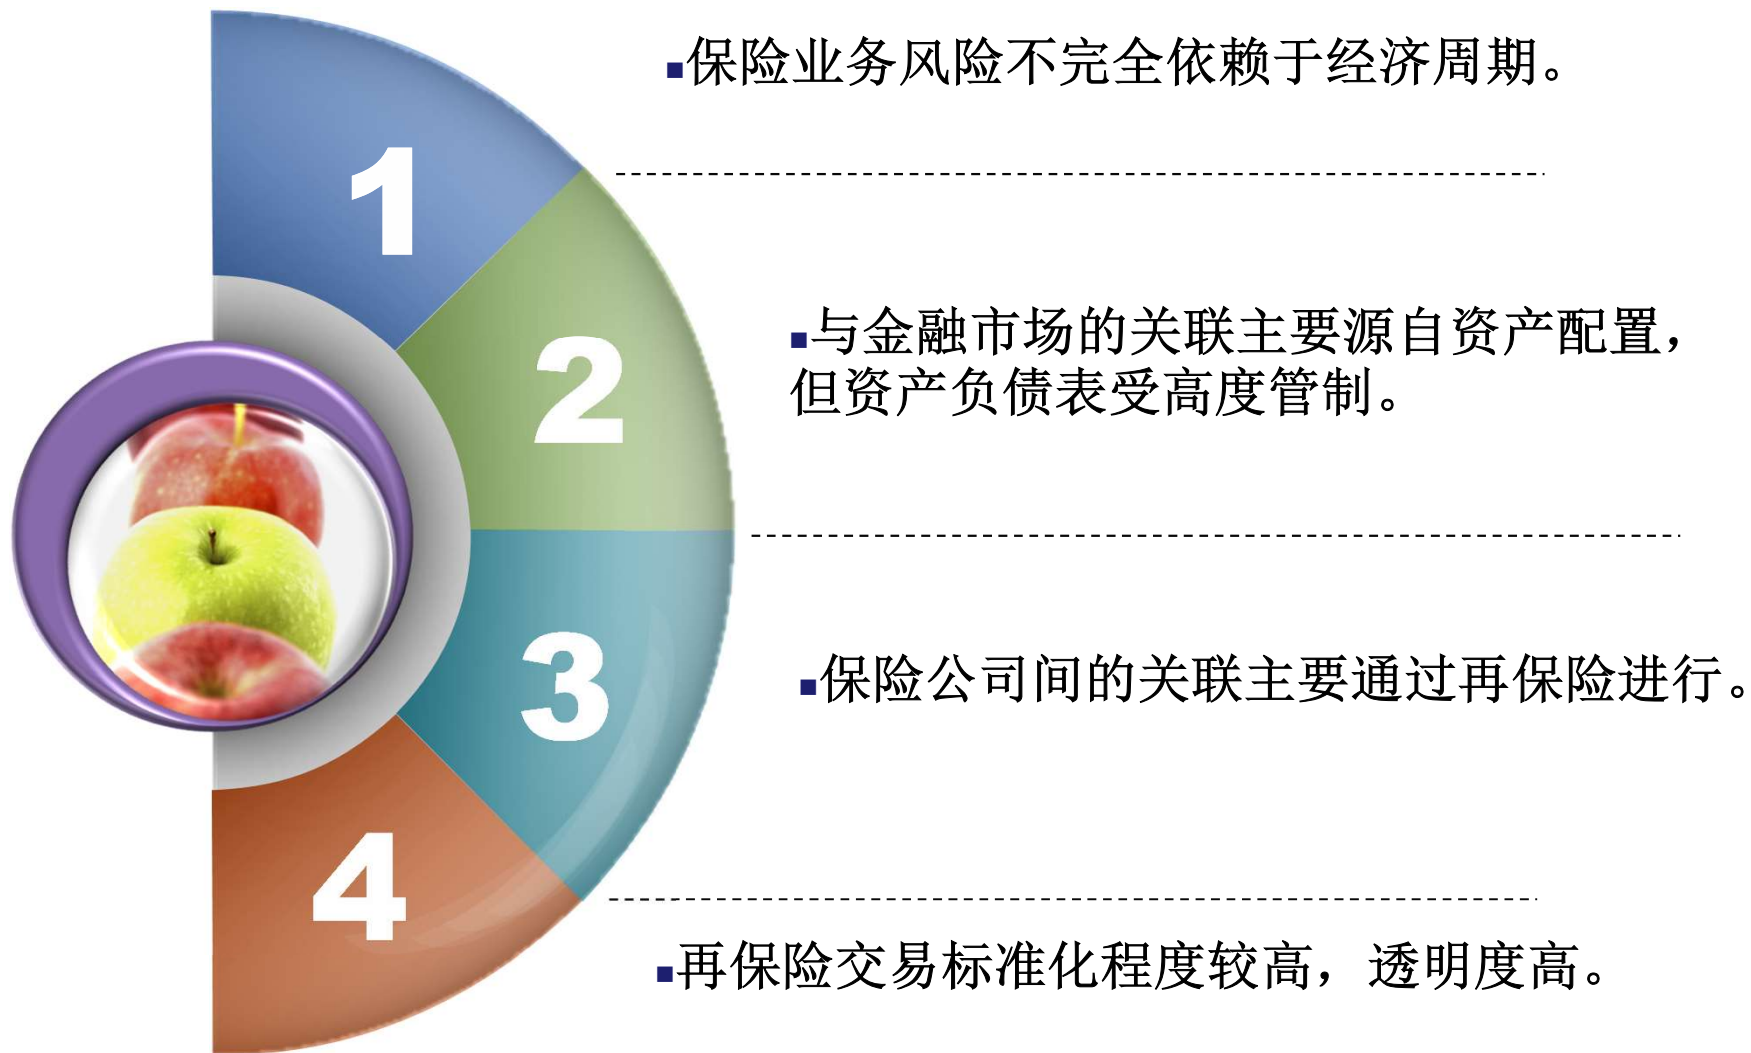 1
■保险业务风险不完全依赖于经济周期。
2
■与金融市场的关联主要源自资产配置，
但资产负债表受高度管制。
3
■保险公司间的关联主要通过再保险进行。
4
■再保险交易标准化程度较高，透明度高。